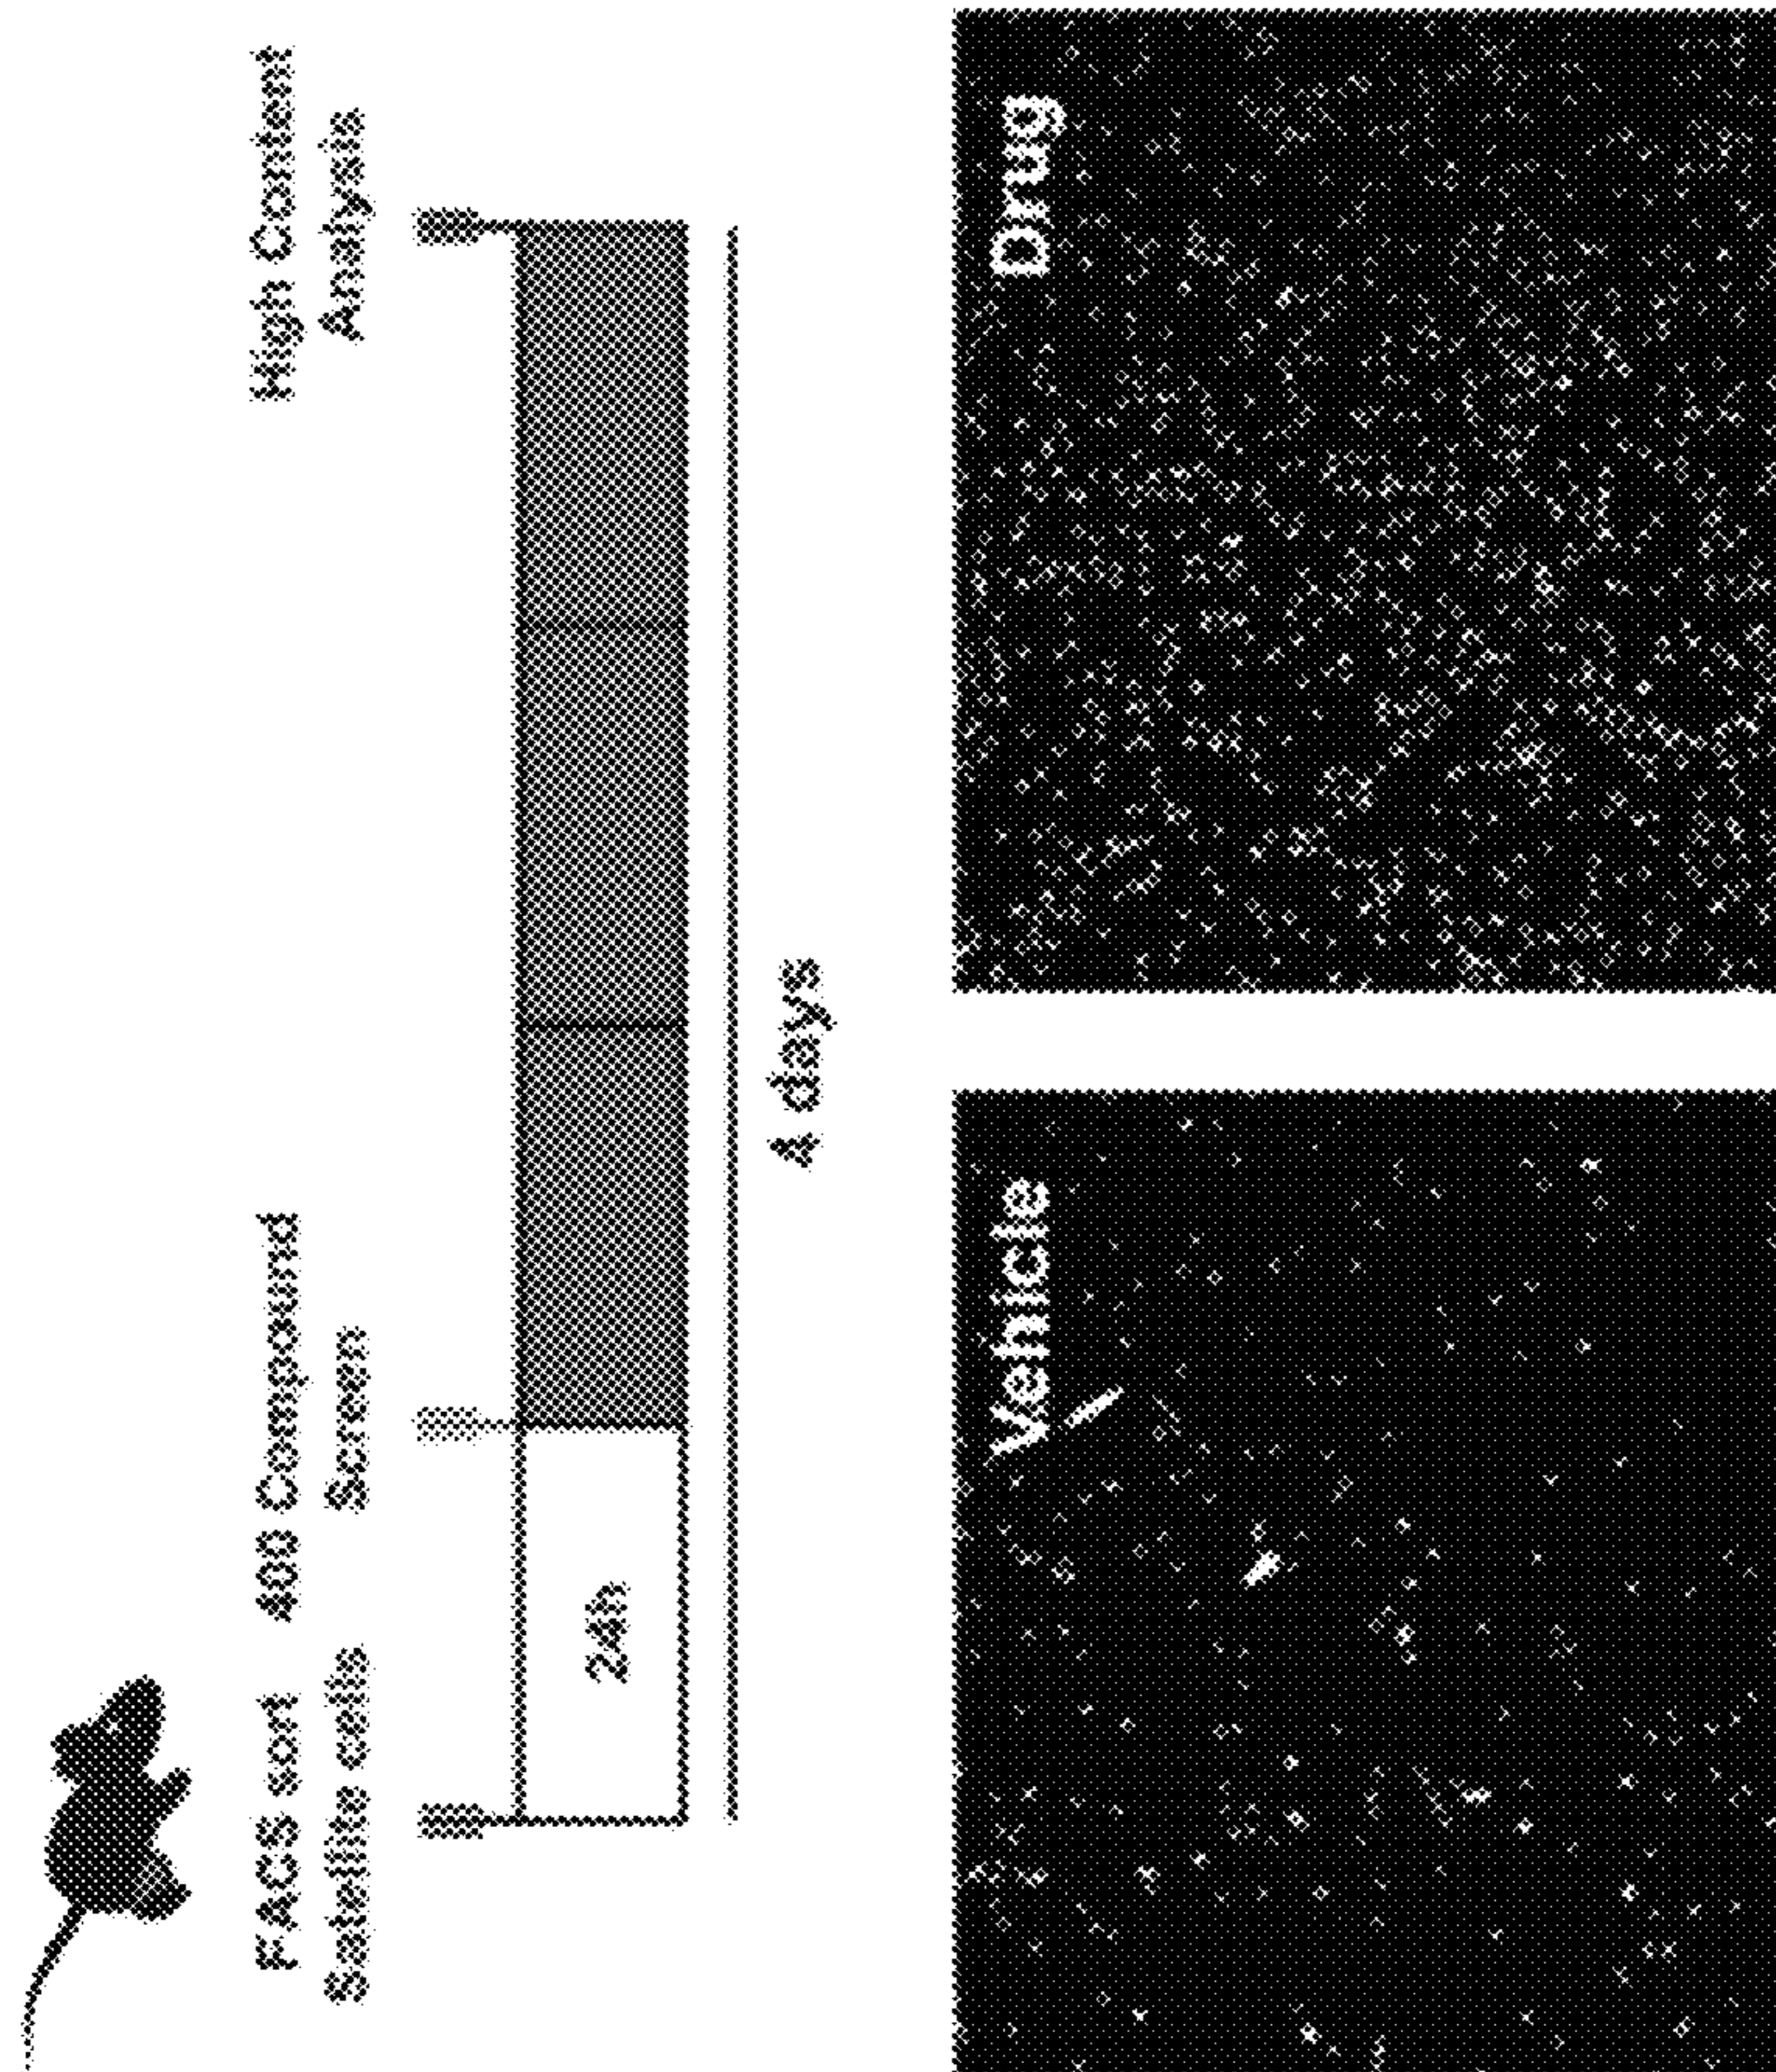 FACS sort
Satellite cells
400 Compound
Screen
High Content
Analysis
24h
4 days
Vehicle
Drug